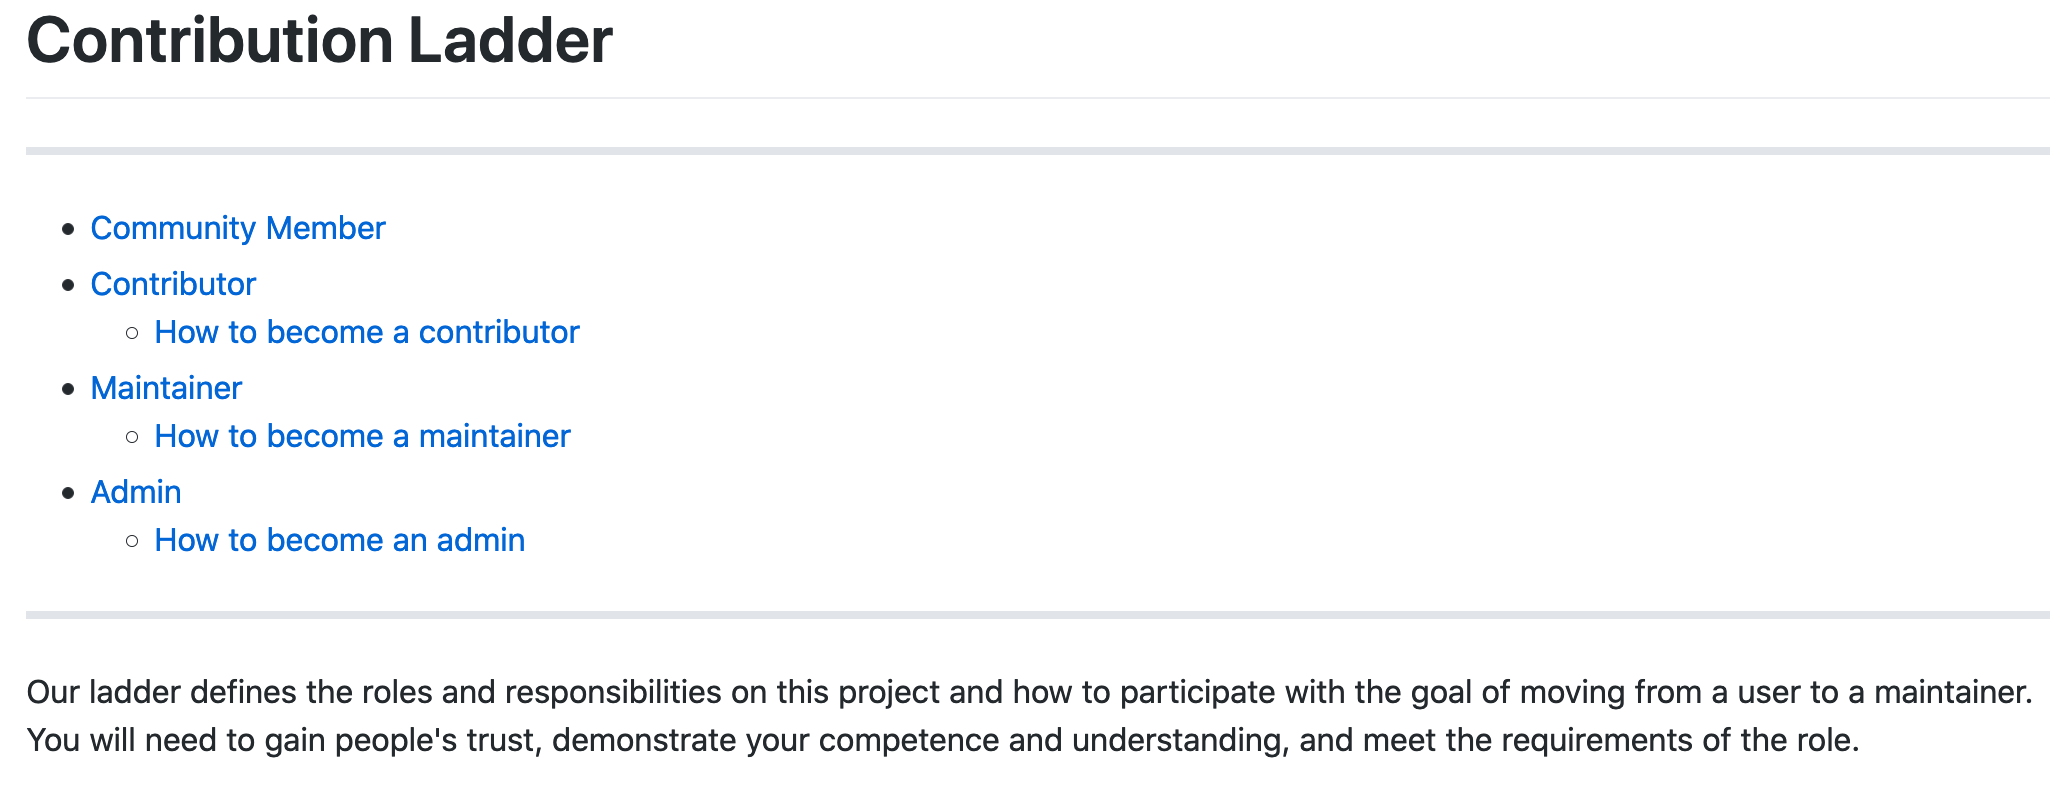 Contribution Ladder
Community Member
Contributor
How to become a contributor
Maintainer
How to become a maintainer
Admin
How to become an admin
Our ladder defines the roles and responsibilities on this project and how to participate with the goal of moving from a user to a maintainer.
You will need to gain people's trust, demonstrate your competence and understanding, and meet the requirements of the role.